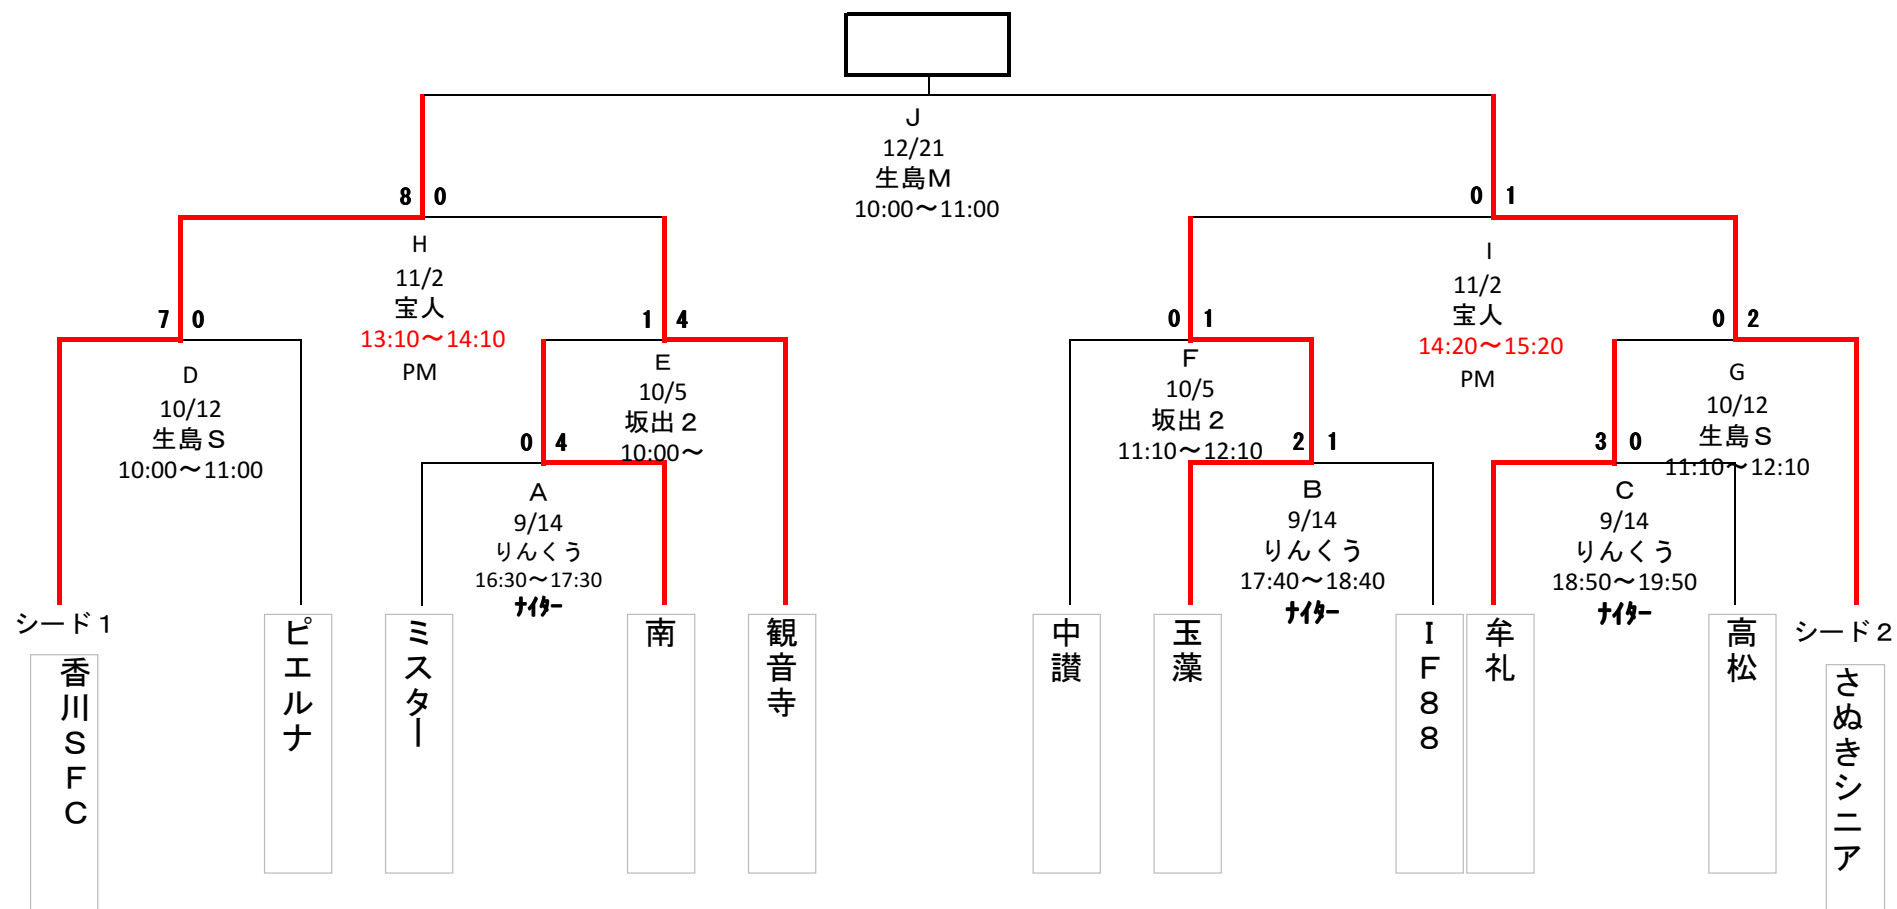 J
12/21
生島M
10:00～11:00
8 0
0 1
H
11/2
宝人
13:10～14:10
PM
I
11/2
宝人
14:20～15:20
PM
7 0
1 4
0 1
0 2
D
10/12
生島S
10:00～11:00
E
10/5
坂出２
10:00～
F
10/5
坂出２
11:10～12:10
G
10/12
生島S
11:10～12:10
0 4
2 1
3 0
A
9/14
りんくう
16:30～17:30
ﾅｲﾀｰ
B
9/14
りんくう
17:40～18:40
ﾅｲﾀｰ
C
9/14
りんくう
18:50～19:50
ﾅｲﾀｰ
シード１
香川ＳＦＣ
ピエルナ
ミスター
南
観音寺
中讃
玉藻
ＩＦ８８
牟礼
高松
シード２
さぬきシニア